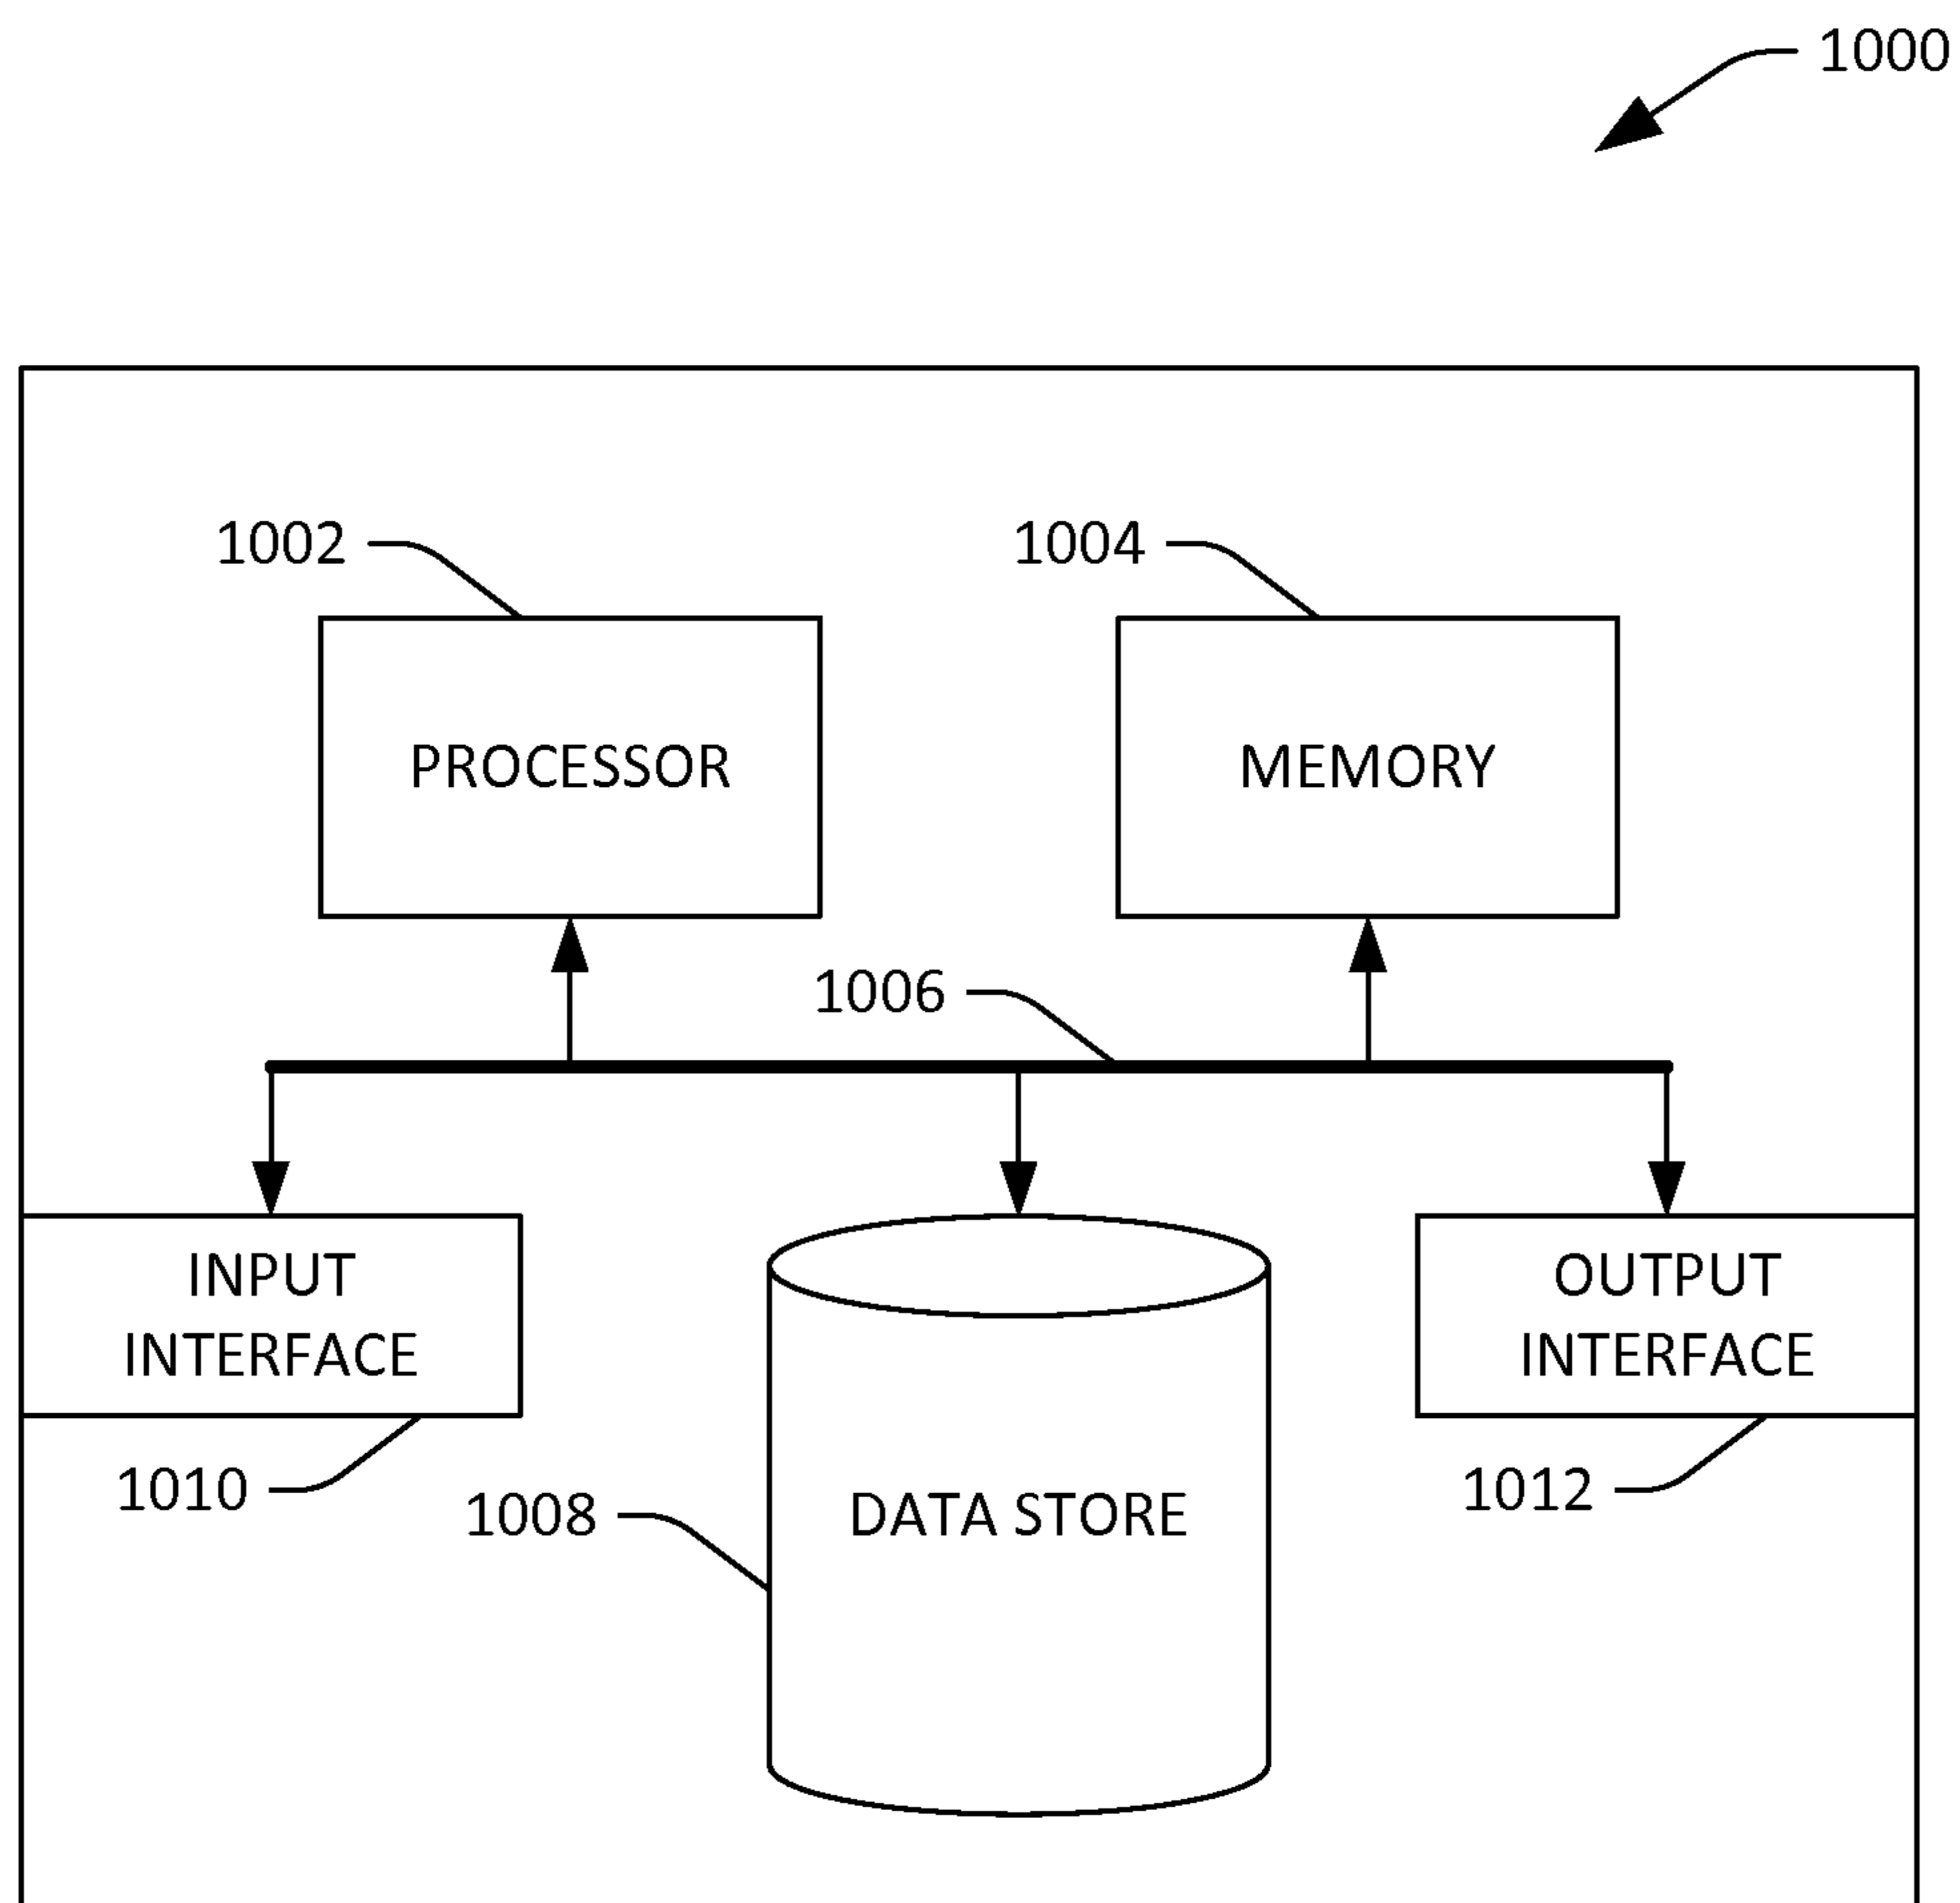 1000
1002
1004
PROCESSOR
MEMORY
1006
INPUT
INTERFACE
OUTPUT
INTERFACE
1010
1008
DATA STORE
1012